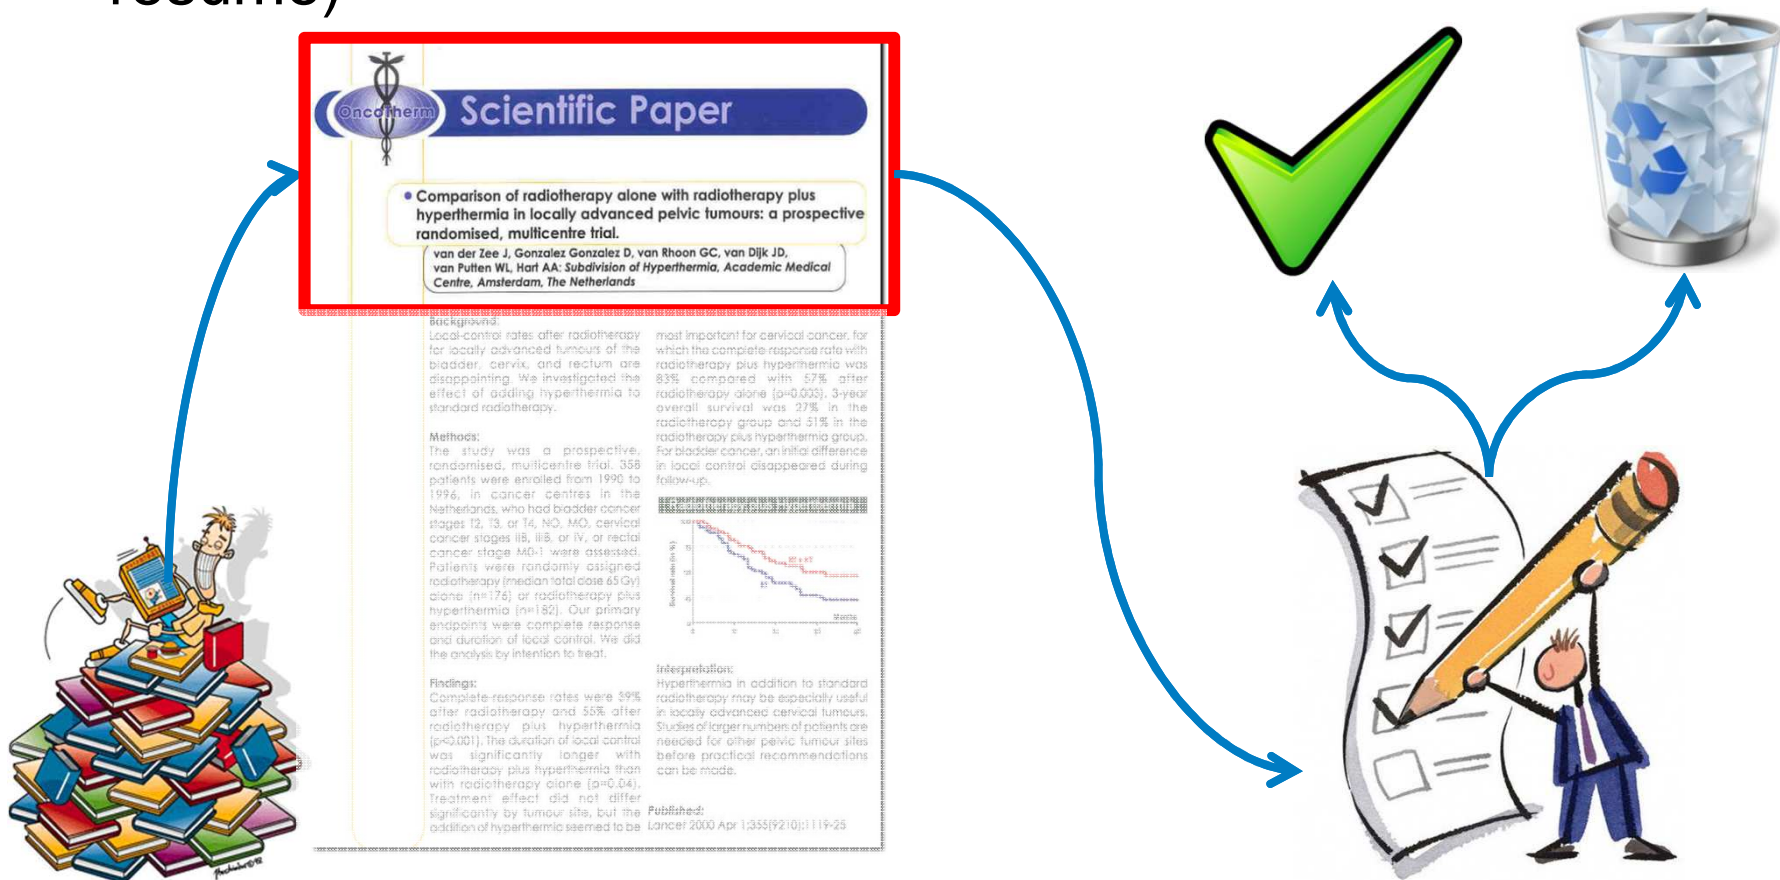 resume)
OncoTherm
Scientific Paper
• Comparison of radiotherapy alone with radiotherapy plus
hyperthermia in locally advanced pelvic tumours: a prospective
randomised, multicentre trial.
van der Zee J, Gonzalez Gonzalez D, van Rhoon GC, van Dijk JD,
van Putten WL, Hart AA: Subdivision of Hyperthermia, Academic Medical
Centre, Amsterdam, The Netherlands
Background:
Local-control rates after radiotherapy
for locally advanced tumours of the
bladder, cervix, and rectum are
disappointing. We investigated the
effect of adding hyperthermia to
standard radiotherapy.
Methods:
The study was a prospective,
randomised, multicentre trial. 358
patients were enrolled from 1990 to
1996, in cancer centres in the
Netherlands, who had bladder cancer
stages T2, T3, or T4, NO, MO, cervical
cancer stages IIB, IIIB, or IV, or rectal
cancer stage M0-1 were assessed.
Patients were randomly assigned
radiotherapy (median total dose 65 Gy)
alone (n=176) or radiotherapy plus
hyperthermia (n=182). Our primary
endpoints were complete response
and duration of local control. We did
the analysis by intention to treat.
Findings:
Complete response rates were 39%
after radiotherapy and 55% after
radiotherapy plus hyperthermia
(p<0.001). The duration of local control
was significantly longer with
radiotherapy plus hyperthermia than
with radiotherapy alone (p=0.04).
Treatment effect did not differ
significantly by tumour site, but the
addition of hyperthermia seemed to be
most important for cervical cancer, for
which the complete response rate with
radiotherapy plus hyperthermia was
83% compared with 57% after
radiotherapy alone (p=0.003). 3-year
overall survival was 27% in the
radiotherapy group and 51% in the
radiotherapy plus hyperthermia group.
For bladder cancer, an initial difference
in local control disappeared during
follow-up.
Survival rate (in %)
Interpretation:
Hyperthermia in addition to standard
radiotherapy may be especially useful
in locally advanced cervical tumours.
Studies of larger numbers of patients are
needed for other pelvic tumour sites
before practical recommendations
can be made.
Published:
Lancet 2000 Apr 1;355(9210):1119-25